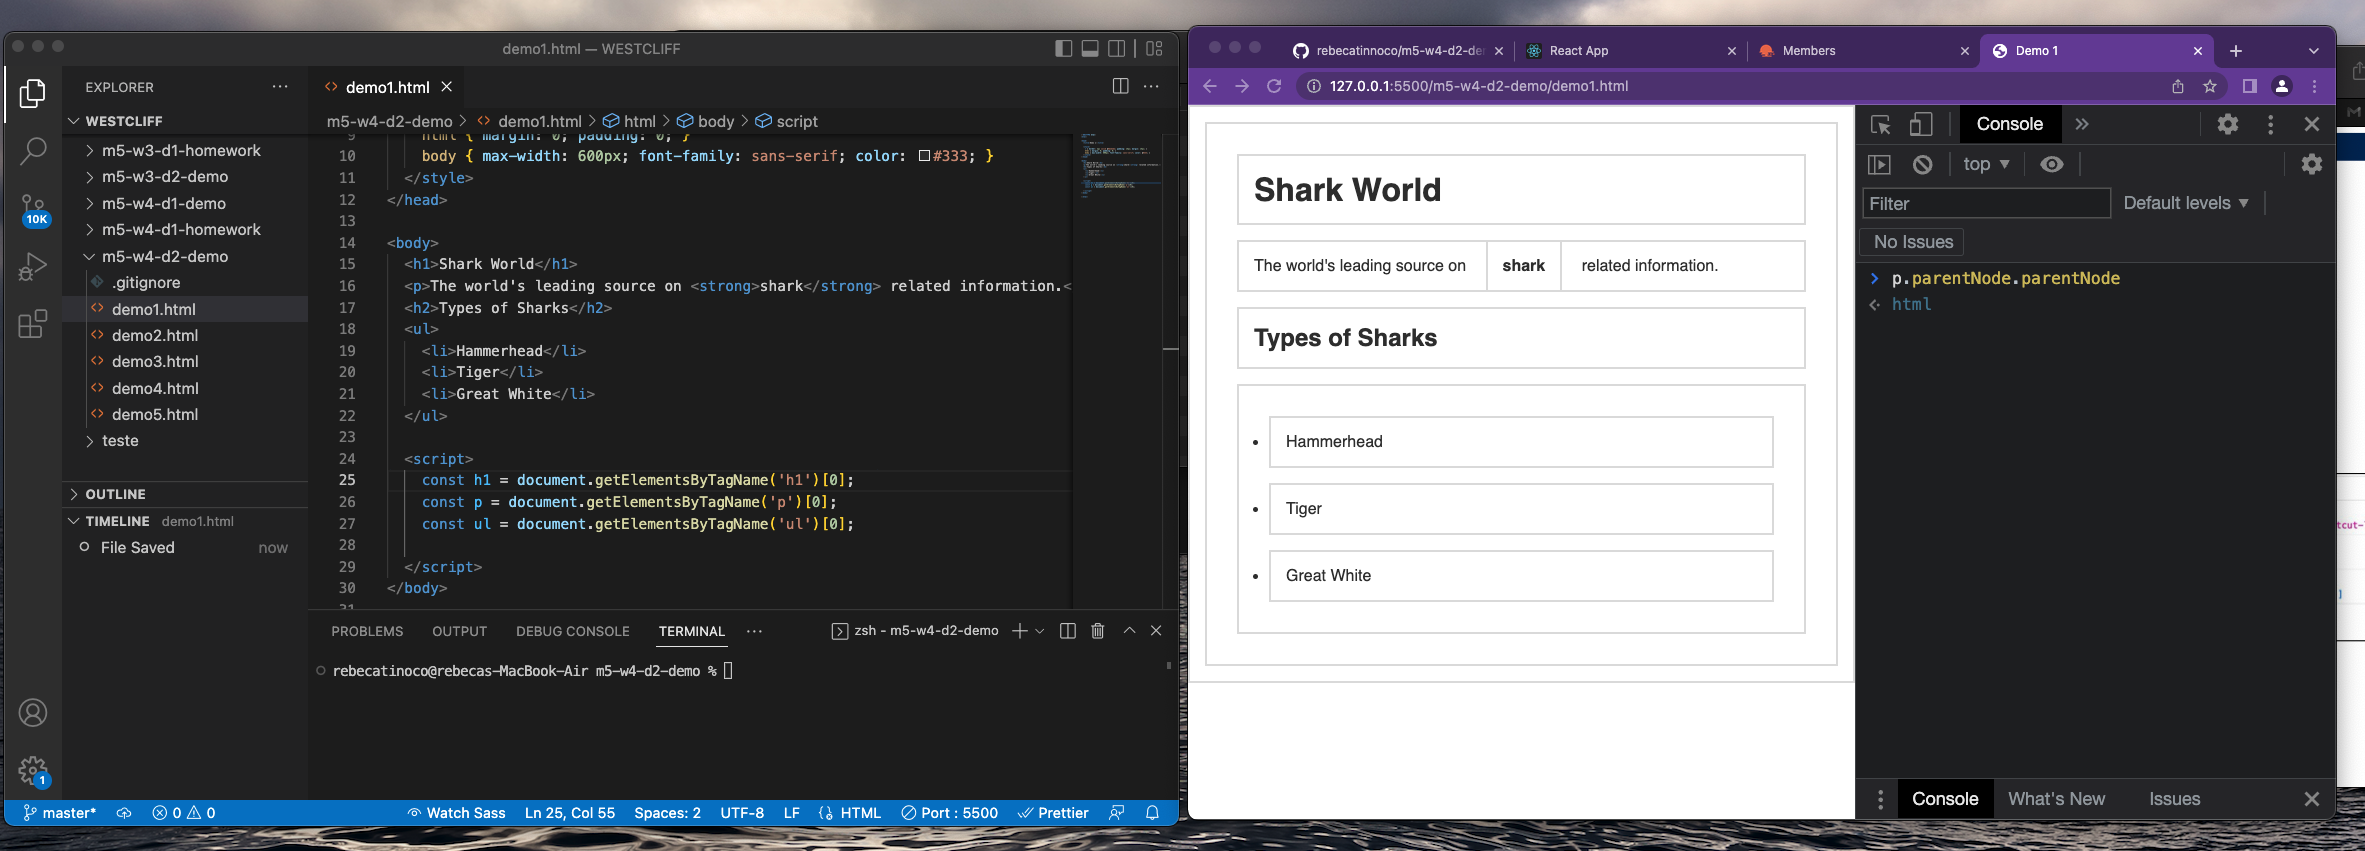 demo1.html — WESTCLIFF
EXPLORER
WESTCLIFF
m5-w3-d1-homework
m5-w3-d2-demo
m5-w4-d1-demo
m5-w4-d1-homework
m5-w4-d2-demo
.gitignore
demo1.html
demo2.html
demo3.html
demo4.html
demo5.html
teste
OUTLINE
TIMELINE demo1.html
File Saved now
10K
1
demo1.html
m5-w4-d2-demo > demo1.html > html > body > script
9 html { margin: 0; padding: 0; }
10 body { max-width: 600px; font-family: sans-serif; color: #333; }
11 </style>
12 </head>
13
14 <body>
15 <h1>Shark World</h1>
16 <p>The world's leading source on <strong>shark</strong> related information.<
17 <h2>Types of Sharks</h2>
18 <ul>
19 <li>Hammerhead</li>
20 <li>Tiger</li>
21 <li>Great White</li>
22 </ul>
23
24 <script>
25 const h1 = document.getElementsByTagName('h1')[0];
26 const p = document.getElementsByTagName('p')[0];
27 const ul = document.getElementsByTagName('ul')[0];
28
29 </script>
30 </body>
31
PROBLEMS OUTPUT DEBUG CONSOLE TERMINAL zsh - m5-w4-d2-demo
rebecatinoco@rebecas-MacBook-Air m5-w4-d2-demo %
master* 0 0 Watch Sass Ln 25, Col 55 Spaces: 2 UTF-8 LF HTML Port : 5500 Prettier
rebecatinnoco/m5-w4-d2-de
React App
Members
Demo 1
127.0.0.1:5500/m5-w4-d2-demo/demo1.html
Shark World
The world's leading source on shark related information.
Types of Sharks
Hammerhead
Tiger
Great White
Console
top
Filter Default levels
No Issues
p.parentNode.parentNode
html
Console What's New Issues
tcut-